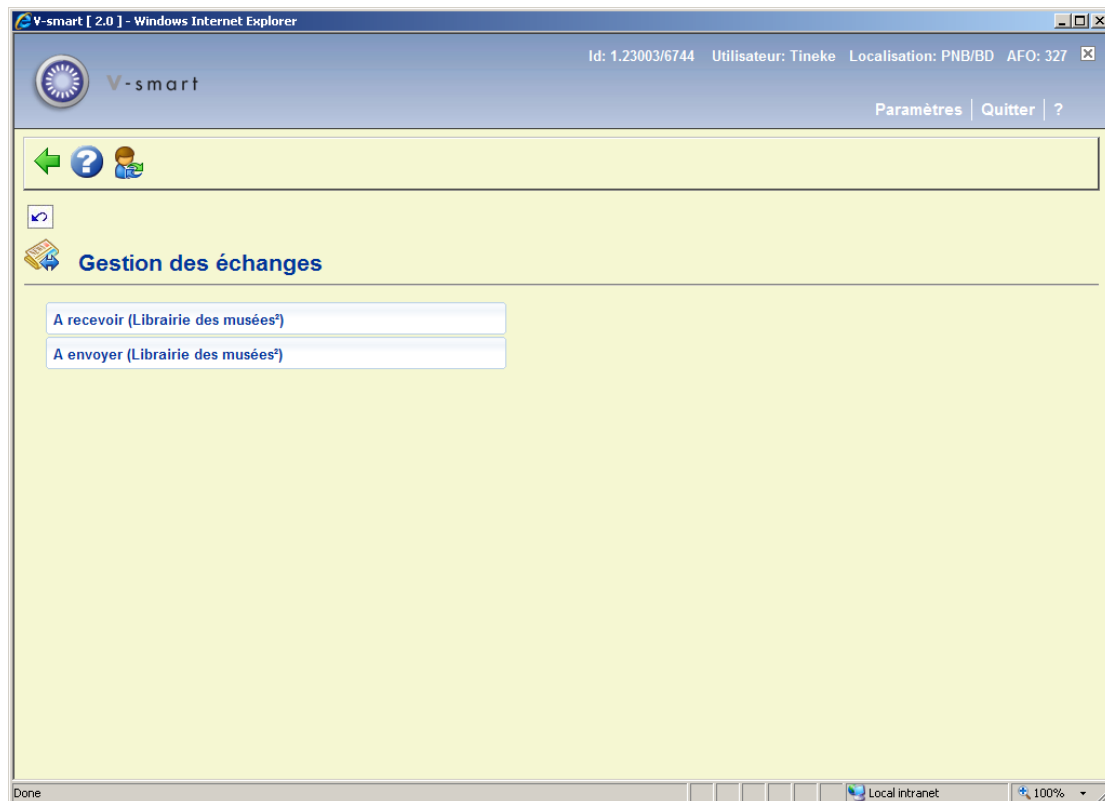 V-smart [ 2.0 ] - Windows Internet Explorer
Id: 1.23003/6744 Utilisateur: Tineke Localisation: PNB/BD AFO: 327
V-smart
Paramètres | Quitter | ?
Gestion des échanges
A recevoir (Librairie des musées²)
A envoyer (Librairie des musées²)
Done Local intranet 100%